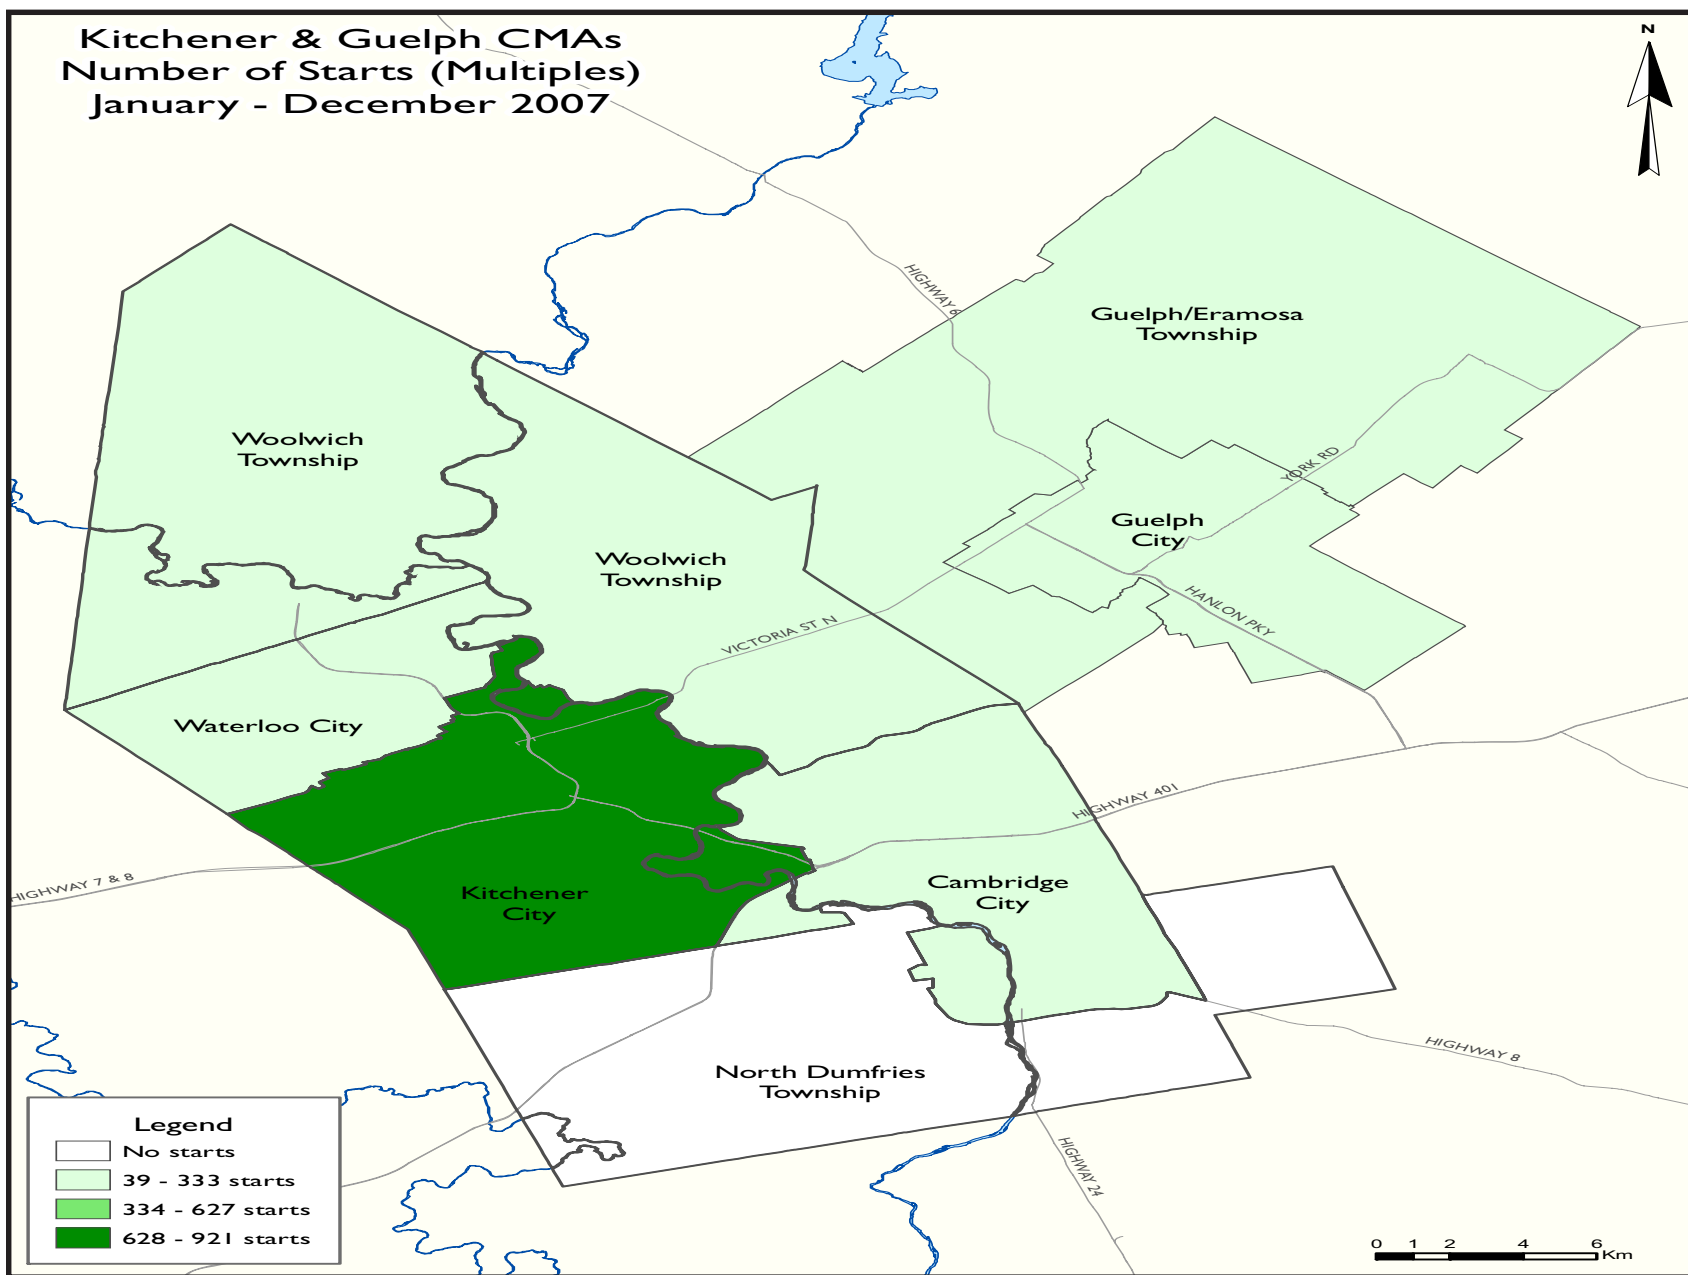 Kitchener & Guelph CMAs
Number of Starts (Multiples)
January - December 2007
N
HIGHWAY 6
Guelph/Eramosa
Township
Woolwich
Township
YORK RD
Guelph
City
Woolwich
Township
HANLON PKY
VICTORIA ST N
Waterloo City
HIGHWAY 401
HIGHWAY 7 & 8
Kitchener
City
Cambridge
City
HIGHWAY 8
North Dumfries
Township
HIGHWAY 24
Legend
No starts
39 - 333 starts
334 - 627 starts
628 - 921 starts
0 1 2 4 6
Km